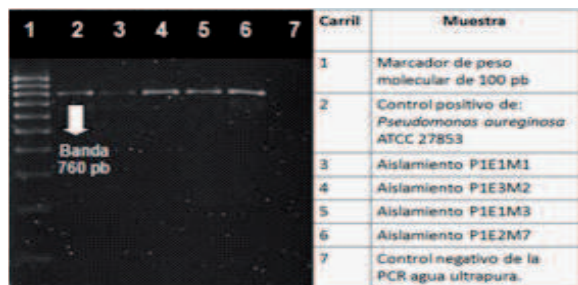 1 2 3 4 5 6 7
Banda
760 pb
Carril Muestra
1 Marcador de peso
molecular de 100 pb
2 Control positivo de:
Pseudomonas aureginosa
ATCC 27853
3 Aislamiento P1E1M1
4 Aislamiento P1E3M2
5 Aislamiento P1E1M3
6 Aislamiento P1E2M7
7 Control negativo de la
PCR agua ultrapura.